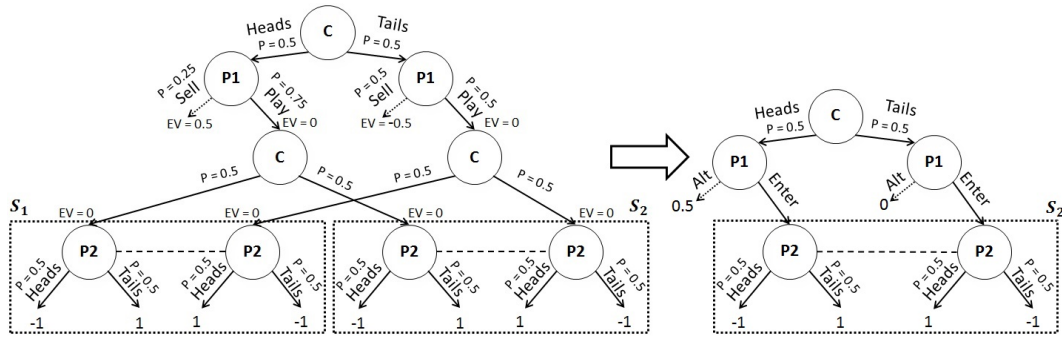 Heads C Tails
P = 0.5 P = 0.5
P1 P1
P = 0.25 Sell P = 0.75 Play P = 0.5 Sell P = 0.5 Play
EV = 0.5 EV = 0 EV = -0.5 EV = 0
C C
P = 0.5 P = 0.5 P = 0.5 P = 0.5
S1 EV = 0 EV = 0 EV = 0 EV = 0 S2
P2 P2 P2 P2
P = 0.5 Heads P = 0.5 Tails P = 0.5 Heads P = 0.5 Tails P = 0.5 Heads P = 0.5 Tails P = 0.5 Heads P = 0.5 Tails
-1 1 1 -1 -1 1 1 -1
Heads C Tails
P = 0.5 P = 0.5
P1 P1
Alt Enter Alt Enter
0.5 0
S2
P2 P2
P = 0.5 Heads P = 0.5 Tails P = 0.5 Heads P = 0.5 Tails
-1 1 1 -1